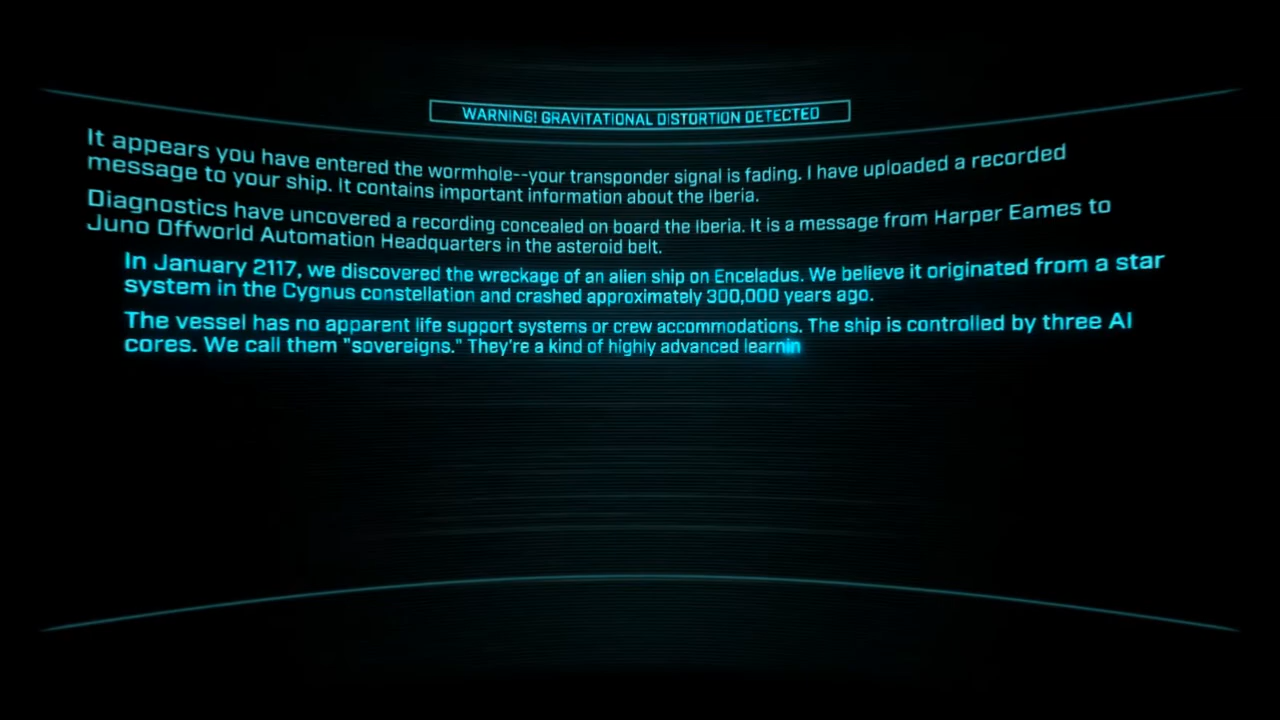 WARNING! GRAVITATIONAL DISTORTION DETECTED
It appears you have entered the wormhole--your transponder signal is fading. I have uploaded a recorded
message to your ship. It contains important information about the Iberia.
Diagnostics have uncovered a recording concealed on board the Iberia. It is a message from Harper Eames to
Juno Offworld Automation Headquarters in the asteroid belt.
In January 2117, we discovered the wreckage of an alien ship on Enceladus. We believe it originated from a star
system in the Cygnus constellation and crashed approximately 300,000 years ago.
The vessel has no apparent life support systems or crew accommodations. The ship is controlled by three AI
cores. We call them "sovereigns." They're a kind of highly advanced learnin